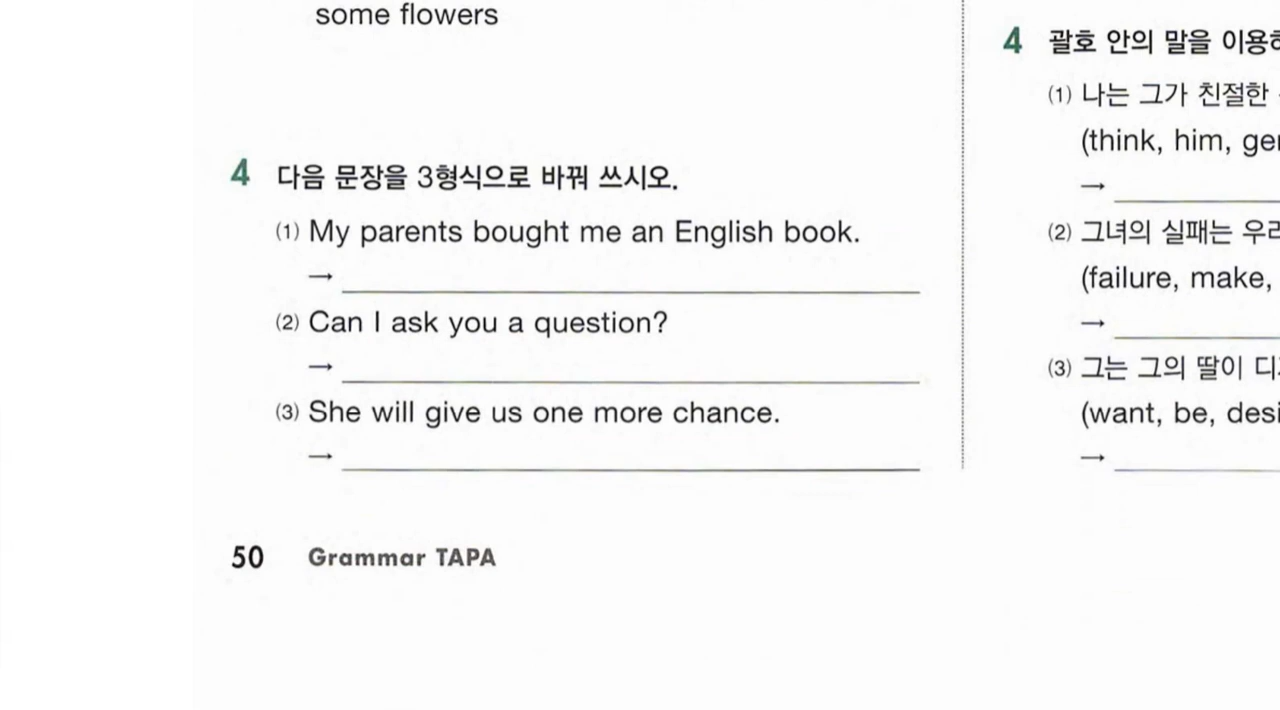 some flowers
4 다음 문장을 3형식으로 바꿔 쓰시오.
(1) My parents bought me an English book.
→
(2) Can I ask you a question?
→
(3) She will give us one more chance.
→
50 Grammar TAPA
4 괄호 안의 말을 이용하
(1) 나는 그가 친절한
(think, him, ge
→
(2) 그녀의 실패는 우리
(failure, make,
→
(3) 그는 그의 딸이 디
(want, be, desi
→